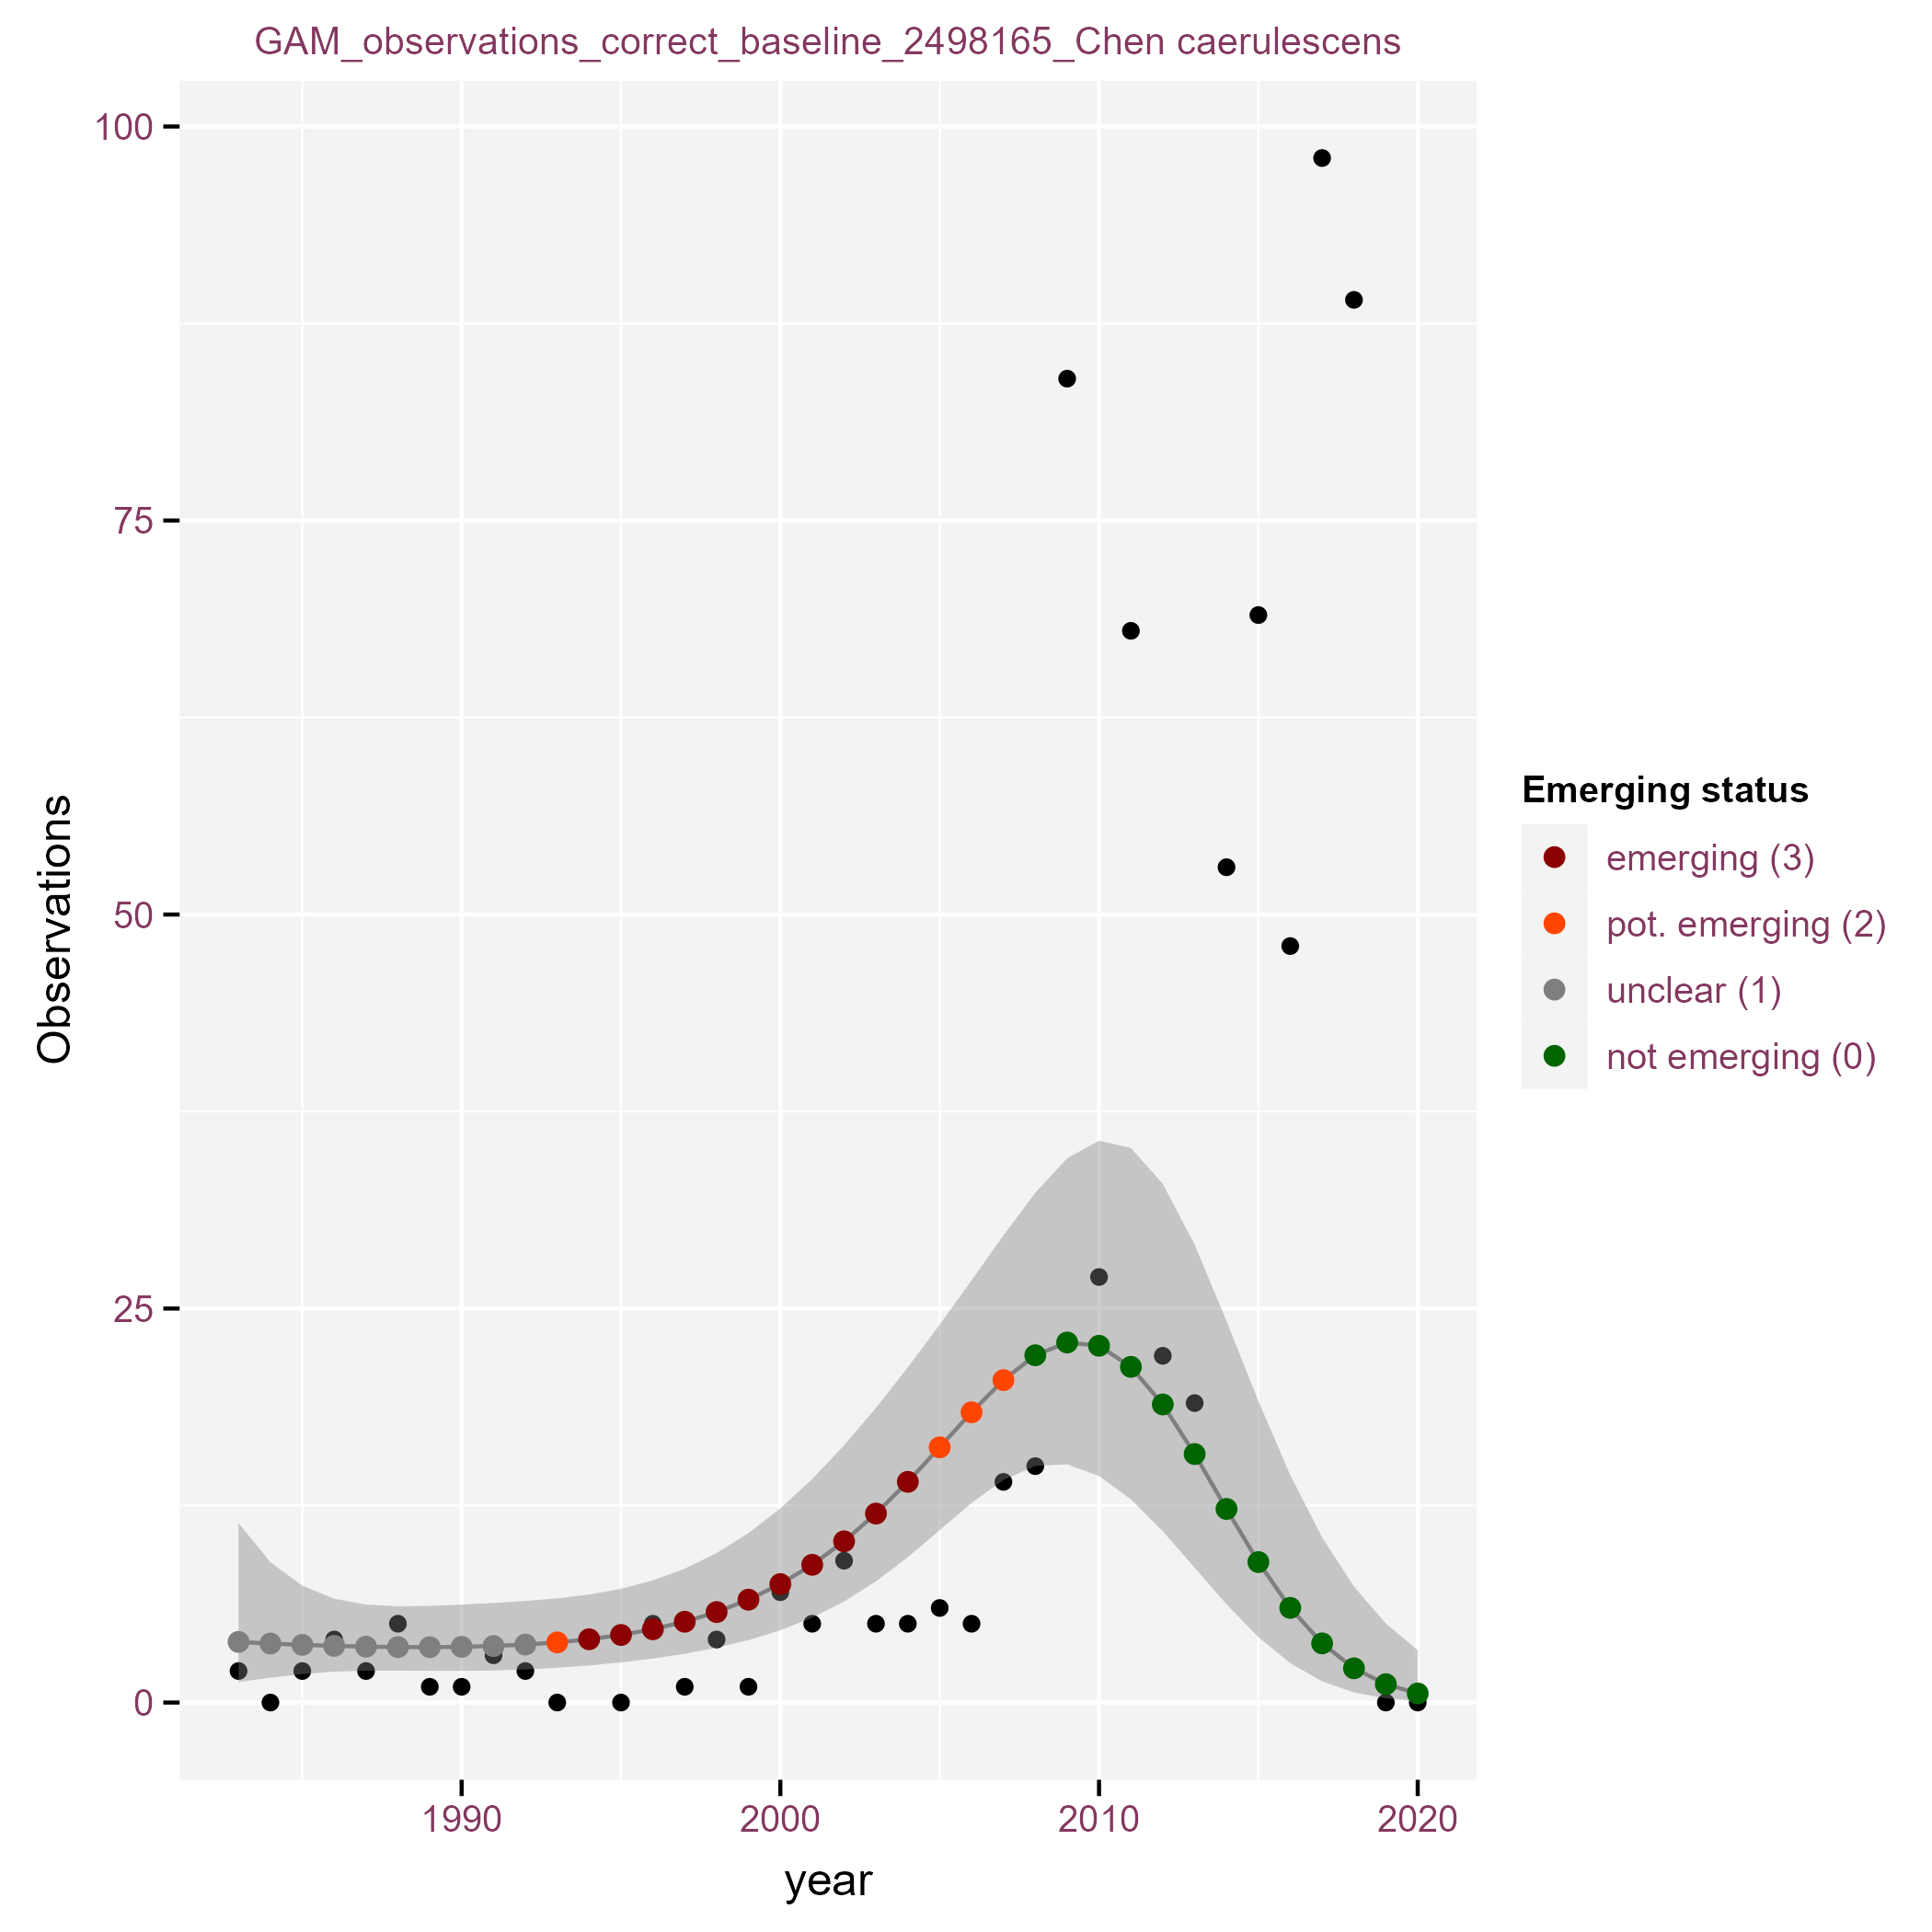 GAM_observations_correct_baseline_2498165_Chen caerulescens
100
75
50
25
0
Observations
1990
2000
2010
2020
year
Emerging status
emerging (3)
pot. emerging (2)
unclear (1)
not emerging (0)